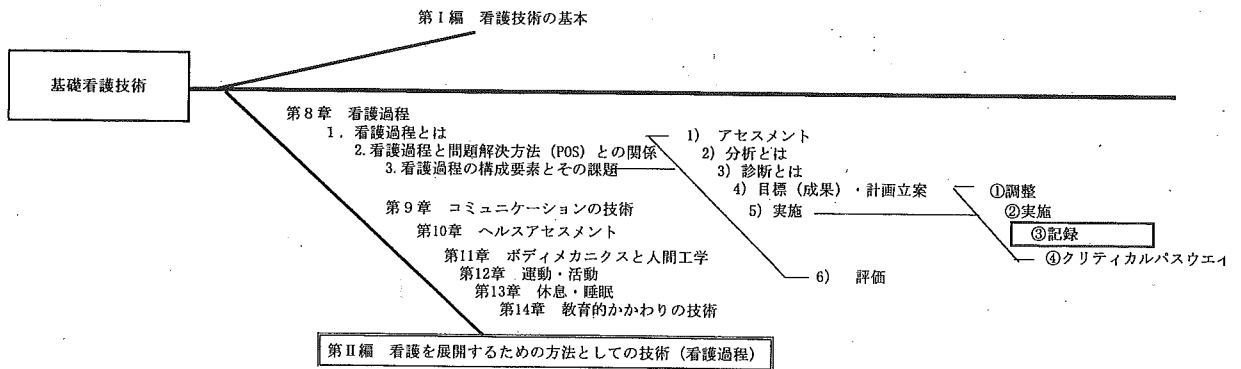 第Ⅰ編 看護技術の基本
基礎看護技術
第8章 看護過程
1.看護過程とは
2.看護過程と問題解決方法(POS)との関係
3.看護過程の構成要素とその課題
1) アセスメント
2) 分析とは
3) 診断とは
4) 目標(成果)・計画立案
5) 実施
6) 評価
①調整
②実施
③記録
④クリティカルパスウエイ
第9章 コミュニケーションの技術
第10章 ヘルスアセスメント
第11章 ボディメカニクスと人間工学
第12章 運動・活動
第13章 休息・睡眠
第14章 教育的かかわりの技術
第Ⅱ編 看護を展開するための方法としての技術(看護過程)